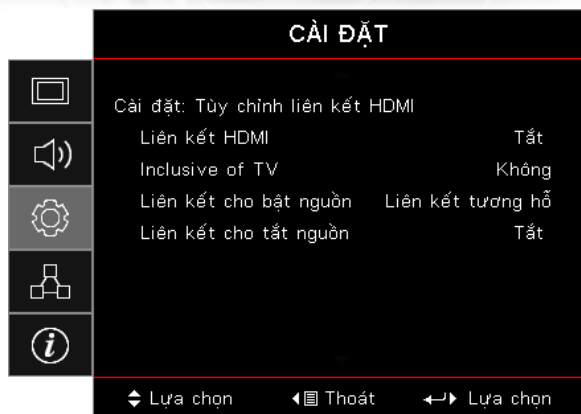 CÀI ĐẶT
Cài đặt: Tùy chỉnh liên kết HDMI
Liên kết HDMI Tắt
Inclusive of TV Không
Liên kết cho bật nguồn Liên kết tương hỗ
Liên kết cho tắt nguồn Tắt
Lựa chọn Thoát Lựa chọn